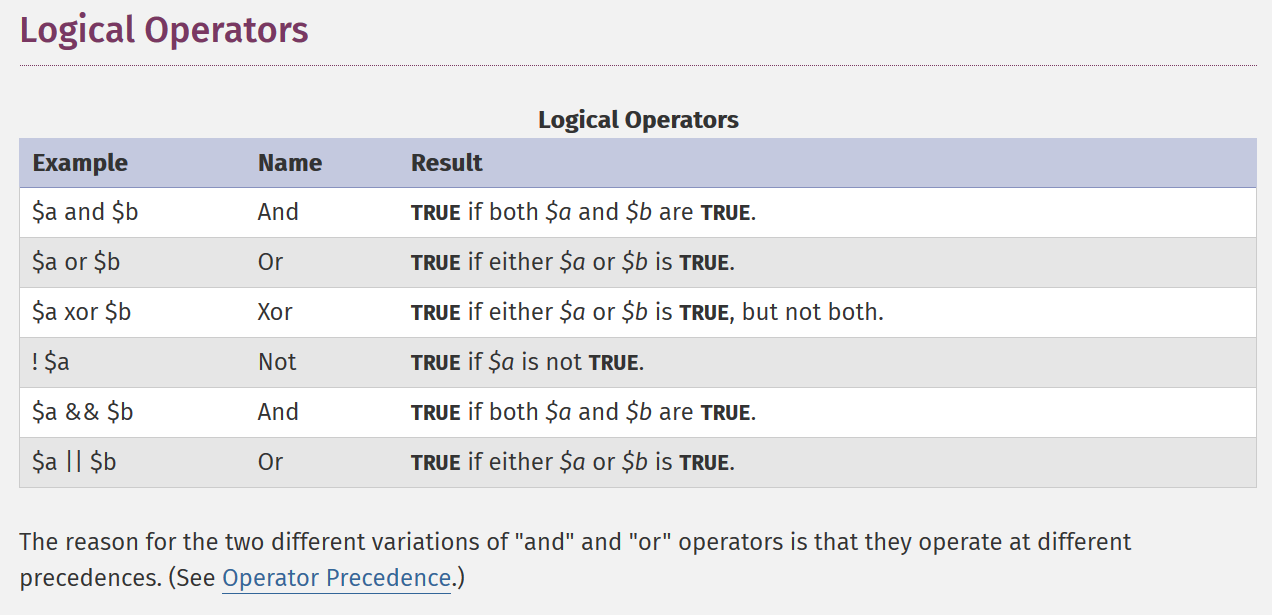 Logical Operators
Logical Operators
Example Name Result
$a and $b And TRUE if both $a and $b are TRUE.
$a or $b Or TRUE if either $a or $b is TRUE.
$a xor $b Xor TRUE if either $a or $b is TRUE, but not both.
! $a Not TRUE if $a is not TRUE.
$a && $b And TRUE if both $a and $b are TRUE.
$a || $b Or TRUE if either $a or $b is TRUE.
The reason for the two different variations of "and" and "or" operators is that they operate at different
precedences. (See Operator Precedence.)